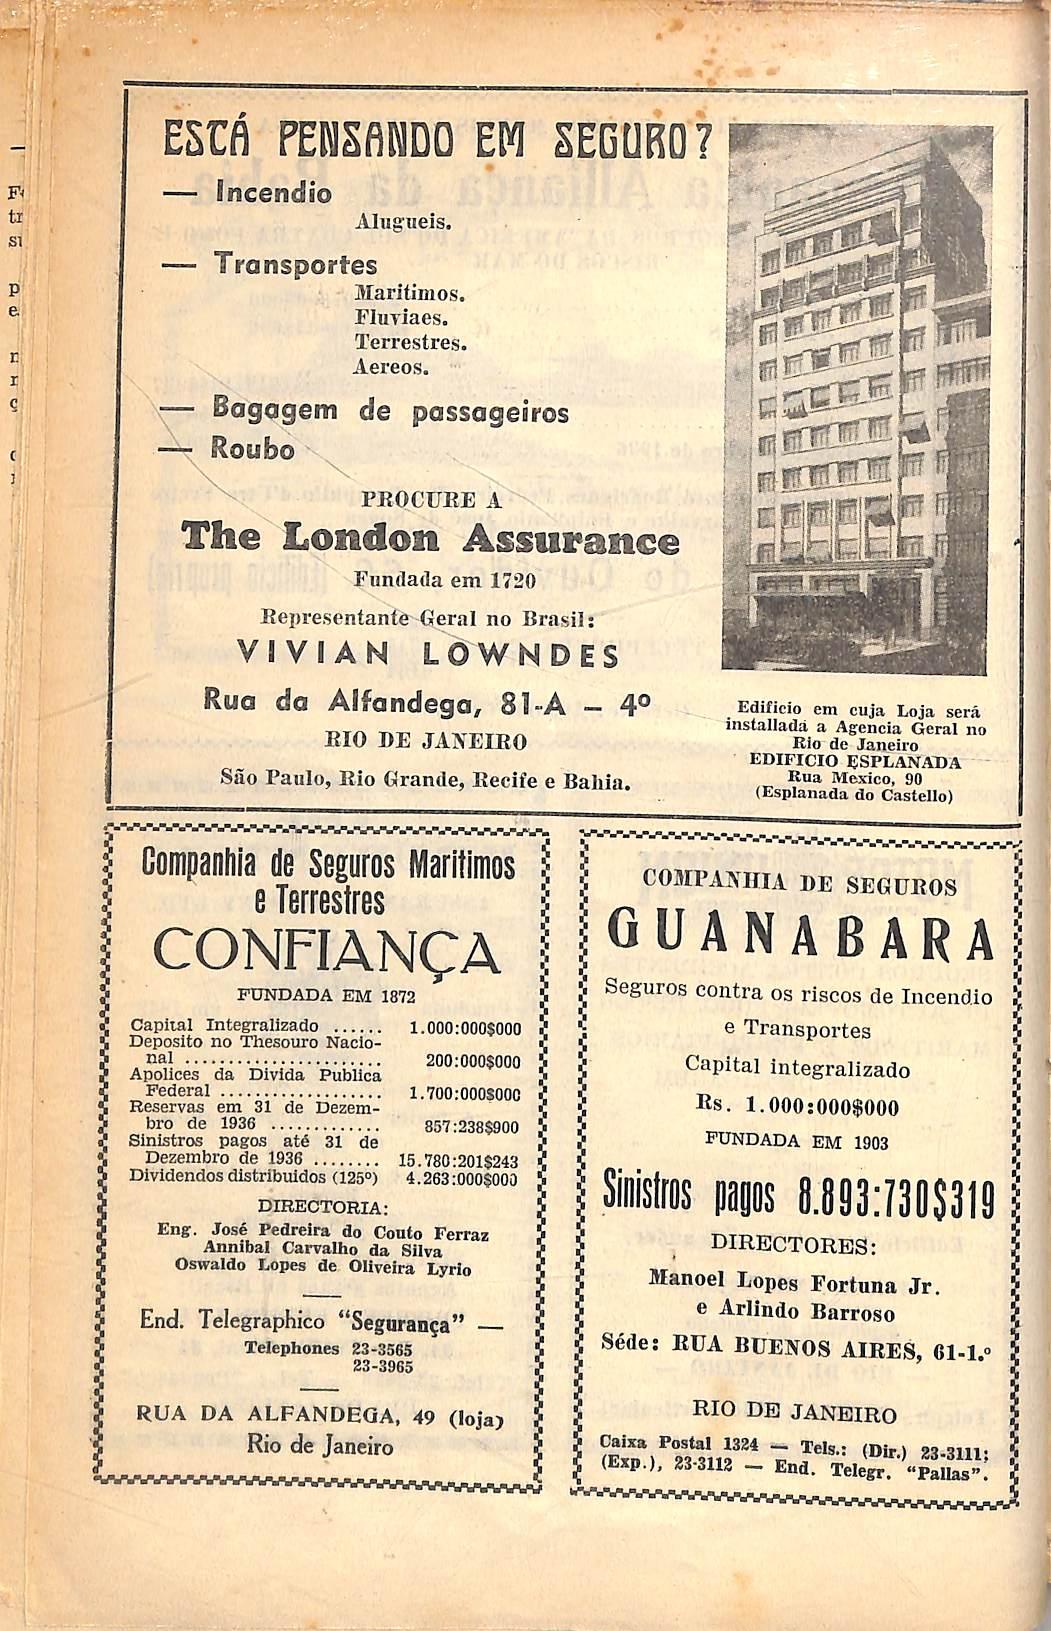 ESTÁ PENSANDO EM SEGURO?
— Incendio
Alugueis.
— Transportes
Maritimos.
Fluviaes.
Terrestres.
Aereos.
— Bagagem de passageiros
— Roubo
PROCURE A
The London Assurance
Fundada em 1720
Representante Geral no Brasil:
VIVIAN LOWNDES
Rua da Alfandega, 81-A — 4º
RIO DE JANEIRO
São Paulo, Rio Grande, Recife e Bahia.
Edificio em cuja Loja será
installada a Agencia Geral no
Rio de Janeiro
EDIFICIO ESPLANADA
Rua Mexico, 90
(Esplanada do Castello)
Companhia de Seguros Maritimos
e Terrestres
CONFIANÇA
FUNDADA EM 1872
Capital Integralizado ...... 1.000:000$000
Deposito no Thesouro Nacio-
nal ....................... 200:000$000
Apolices da Divida Publica
Federal ................... 1.700:000$000
Reservas em 31 de Dezem-
bro de 1936 ............. 857:238$900
Sinistros pagos até 31 de
Dezembro de 1936 ........ 15.780:201$243
Dividendos distribuidos (125º) 4.263:000$000
DIRECTORIA:
Eng. José Pedreira do Couto Ferraz
Annibal Carvalho da Silva
Oswaldo Lopes de Oliveira Lyrio
End. Telegraphico "Segurança" —
Telephones 23-3565
23-3965
RUA DA ALFANDEGA, 49 (loja)
Rio de Janeiro
COMPANHIA DE SEGUROS
GUANABARA
Seguros contra os riscos de Incendio
e Transportes
Capital integralizado
Rs. 1.000:000$000
FUNDADA EM 1903
Sinistros pagos 8.893:730$319
DIRECTORES:
Manoel Lopes Fortuna Jr.
e Arlindo Barroso
Séde: RUA BUENOS AIRES, 61-1.º
RIO DE JANEIRO
Caixa Postal 1324 — Tels.: (Dir.) 23-3111;
(Exp.), 23-3112 — End. Telegr. "Pallas".